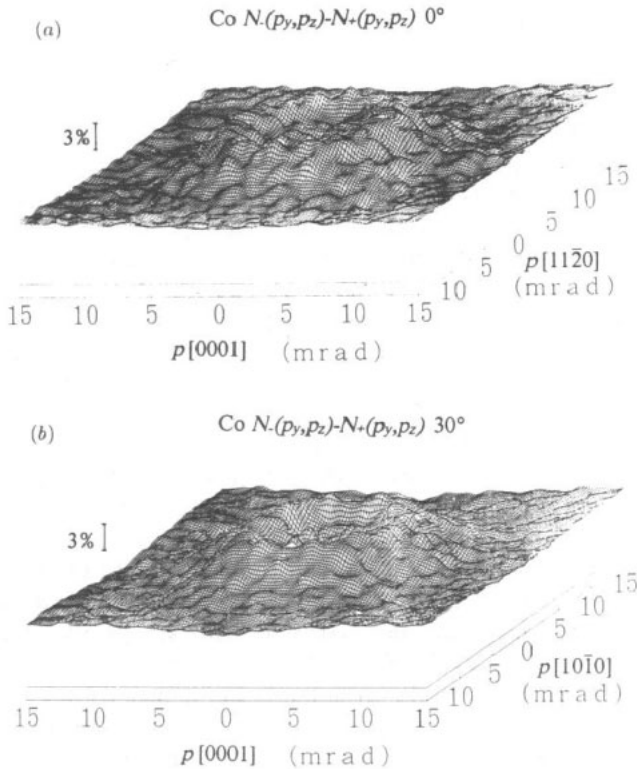 (a)
Co N-(py,pz)-N+(py,pz) 0°
3%
15
10
5
0
5
10
p[112̄0]
(mrad)
15 10 5 0 5 10 15
p[0001] (mrad)
(b)
Co N-(py,pz)-N+(py,pz) 30°
3%
15
10
5
0
5
10
p[101̄0]
(mrad)
15 10 5 0 5 10 15
p[0001] (mrad)